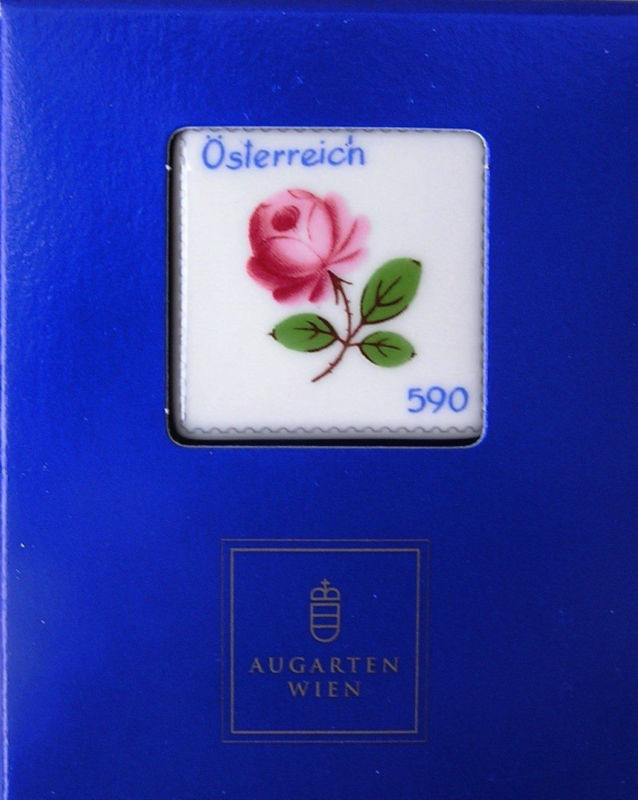 Österreich
590
AUGARTEN
WIEN